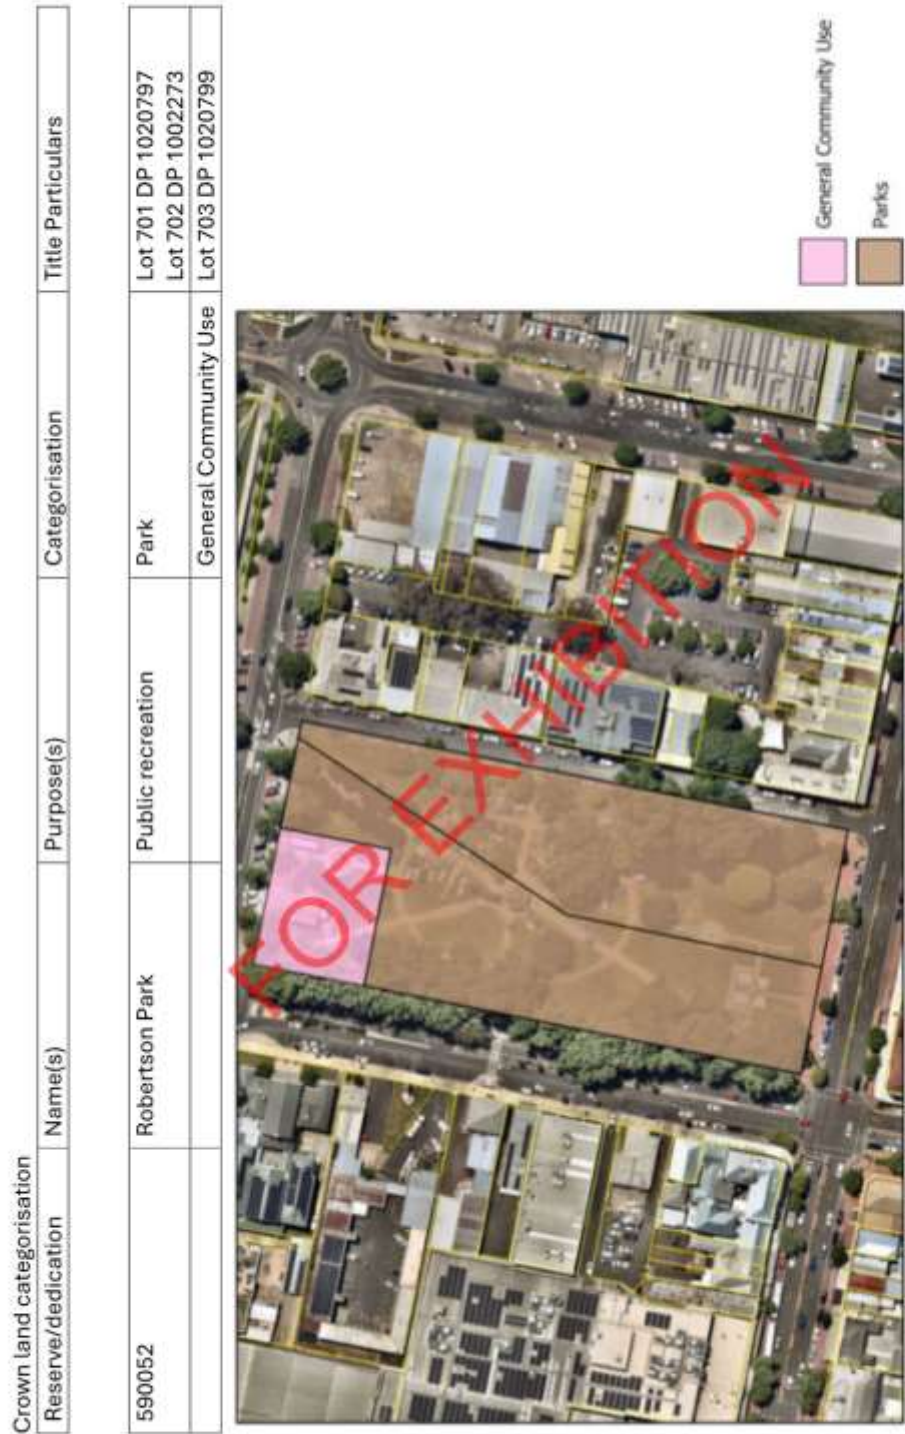 Crown land categorisation
Reserve/dedication Name(s) Purpose(s) Categorisation Title Particulars
590052 Robertson Park Public recreation Park Lot 701 DP 1020797
Lot 702 DP 1002273
General Community Use Lot 703 DP 1020799
FOR EXHIBITION
General Community Use
Parks